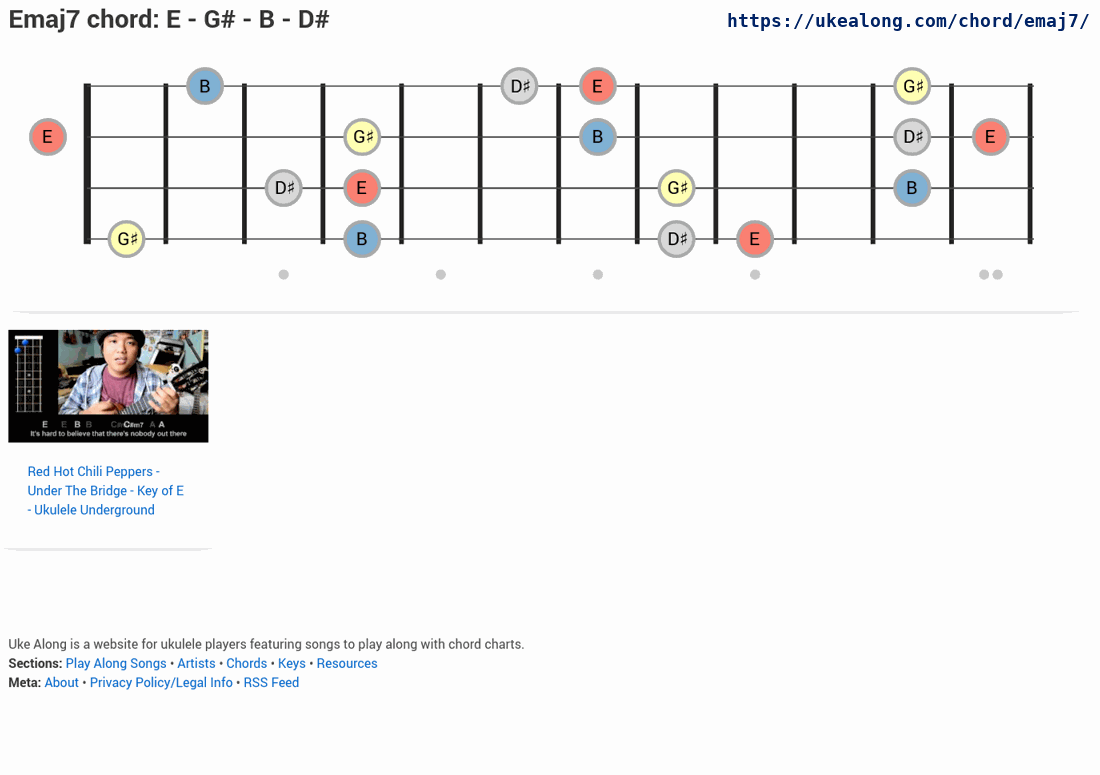 Emaj7 chord: E - G# - B - D#
https://ukealong.com/chord/emaj7/
B D♯ E G♯
E G♯ B D♯ E
D♯ E G♯ B
G♯ B D♯ E
E E B B C#m C#m7 A A
It's hard to believe that there's nobody out there
Red Hot Chili Peppers -
Under The Bridge - Key of E
- Ukulele Underground
Uke Along is a website for ukulele players featuring songs to play along with chord charts.
Sections: Play Along Songs • Artists • Chords • Keys • Resources
Meta: About • Privacy Policy/Legal Info • RSS Feed